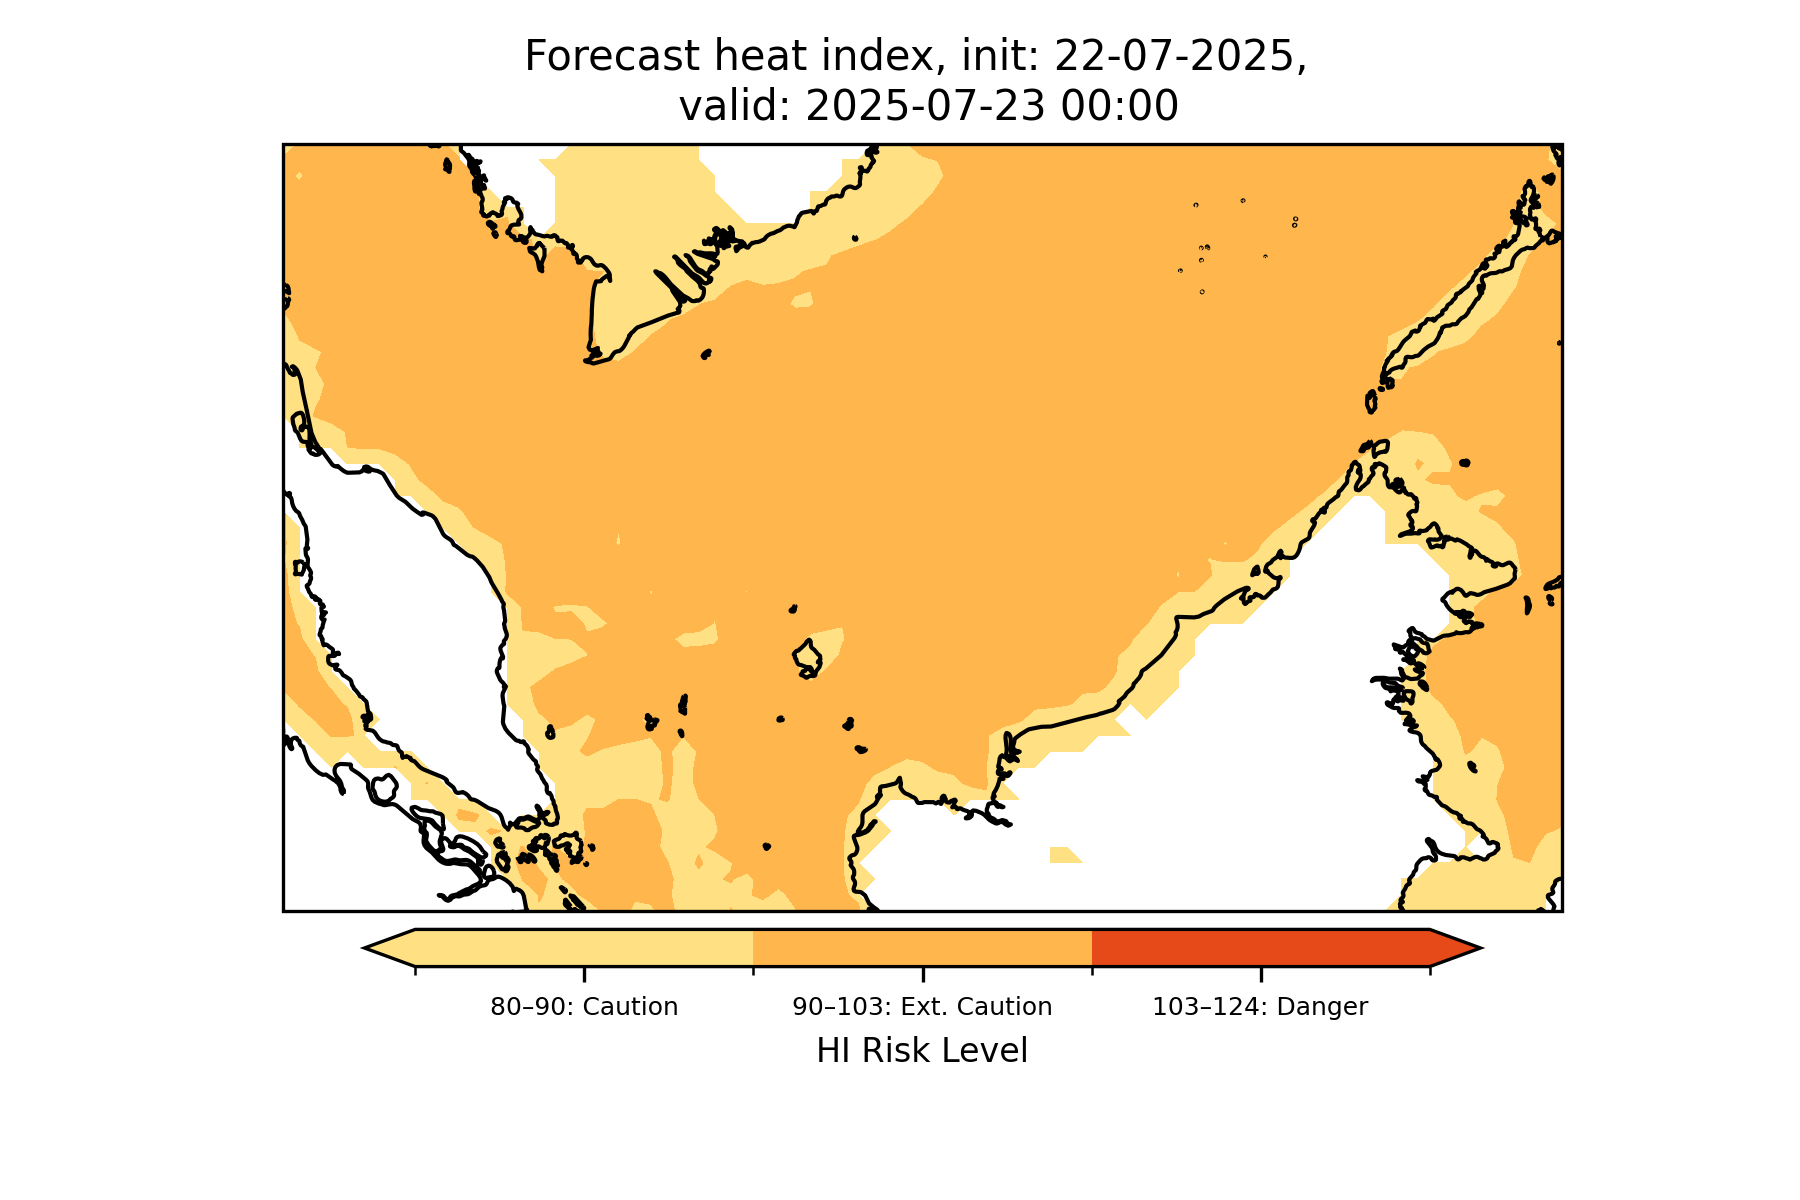 Forecast heat index, init: 22-07-2025,
valid: 2025-07-23 00:00
80–90: Caution
90–103: Ext. Caution
103–124: Danger
HI Risk Level